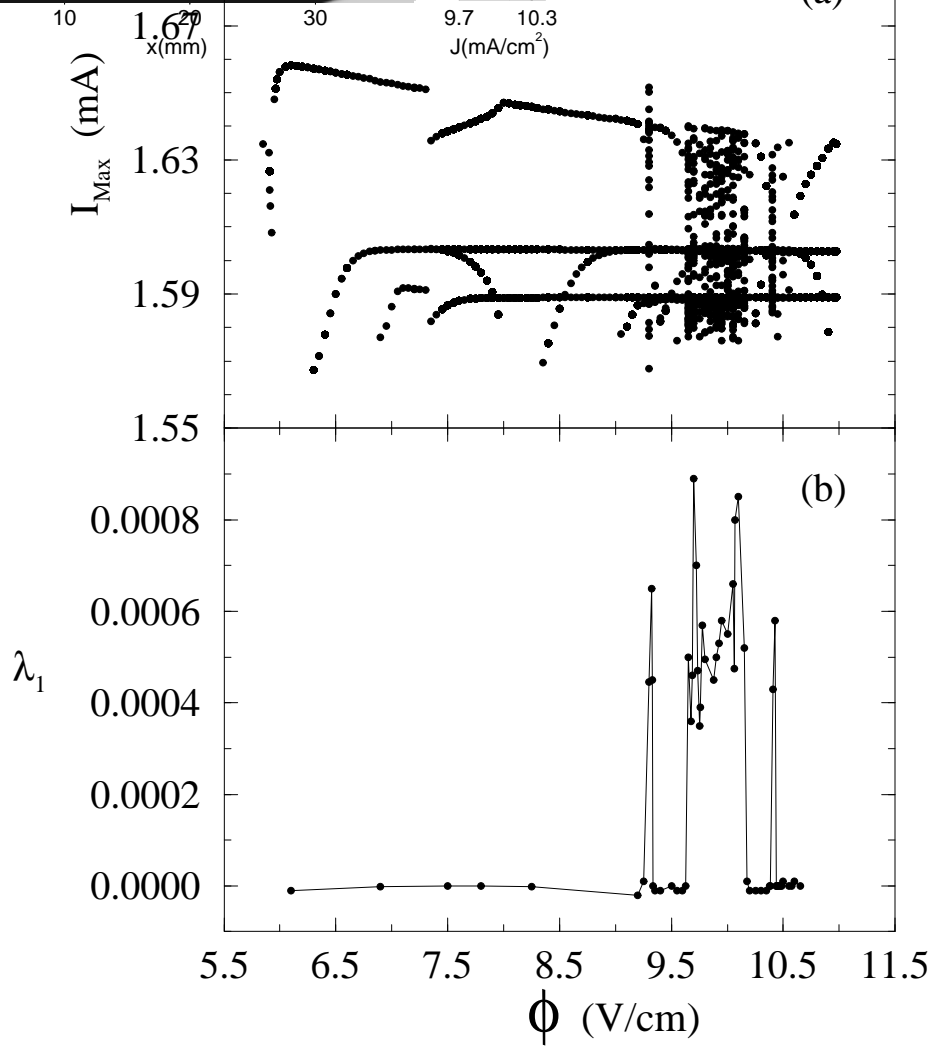 (a)
1.67
10 20 30 9.7 10.3
x(mm) J(mA/cm²)
I_Max (mA)
1.63
1.59
1.55
(b)
0.0008
0.0006
λ₁
0.0004
0.0002
0.0000
5.5 6.5 7.5 8.5 9.5 10.5 11.5
ϕ (V/cm)